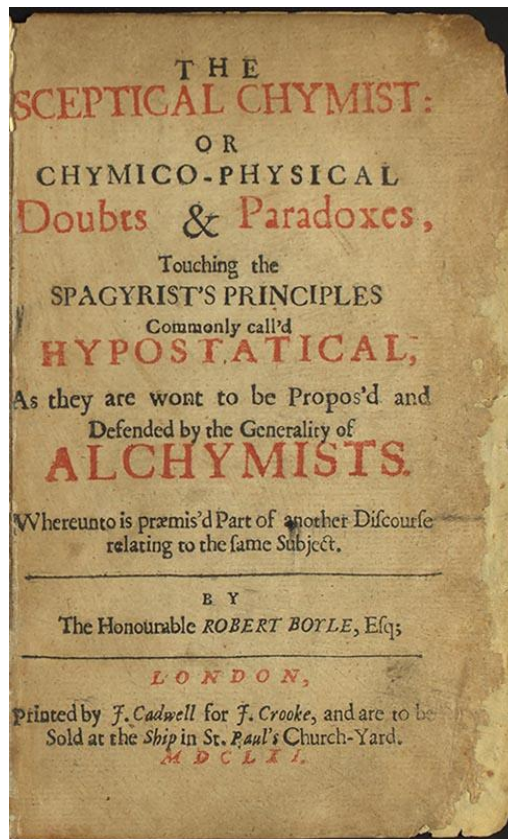 THE
SCEPTICAL CHYMIST:
OR
CHYMICO-PHYSICAL
Doubts & Paradoxes,
Touching the
SPAGYRIST'S PRINCIPLES
Commonly call'd
HYPOSTATICAL,
As they are wont to be Propos'd and
Defended by the Generality of
ALCHYMISTS.
Whereunto is præmis'd Part of another Diſcourſe
relating to the ſame Subject.
BY
The Honourable ROBERT BOYLE, Eſq;
LONDON,
Printed by J. Cadwell for J. Crooke, and are to be
Sold at the Ship in St. Paul's Church-Yard.
MDCLXI.